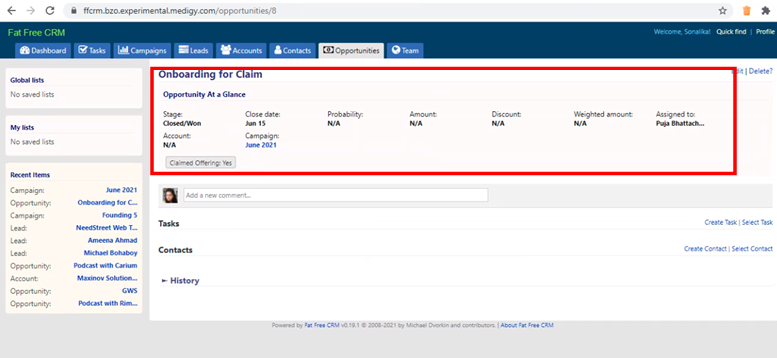 ffcrm.bzo.experimental.medigy.com/opportunities/8
Fat Free CRM
Welcome, Sonalika! Quick find | Profile
Dashboard Tasks Campaigns Leads Accounts Contacts Opportunities Team
Global lists
No saved lists
My lists
No saved lists
Recent Items
Campaign: June 2021
Opportunity: Onboarding for C...
Campaign: Founding 5
Lead: NeedStreet Web T...
Lead: Ameena Ahmad
Lead: Michael Bohaboy
Opportunity: Podcast with Carium
Account: Maxinov Solution...
Opportunity: GWS
Opportunity: Podcast with Rim...
Onboarding for Claim
Edit | Delete?
Opportunity At a Glance
Stage: Close date: Probability: Amount: Discount: Weighted amount: Assigned to:
Closed/Won Jun 15 N/A N/A N/A N/A Puja Bhattach...
Account: Campaign:
N/A June 2021
Claimed Offering: Yes
Add a new comment...
Tasks
Create Task | Select Task
Contacts
Create Contact | Select Contact
History
Powered by Fat Free CRM v0.19.1 © 2008-2021 by Michael Dvorkin and contributors. | About Fat Free CRM